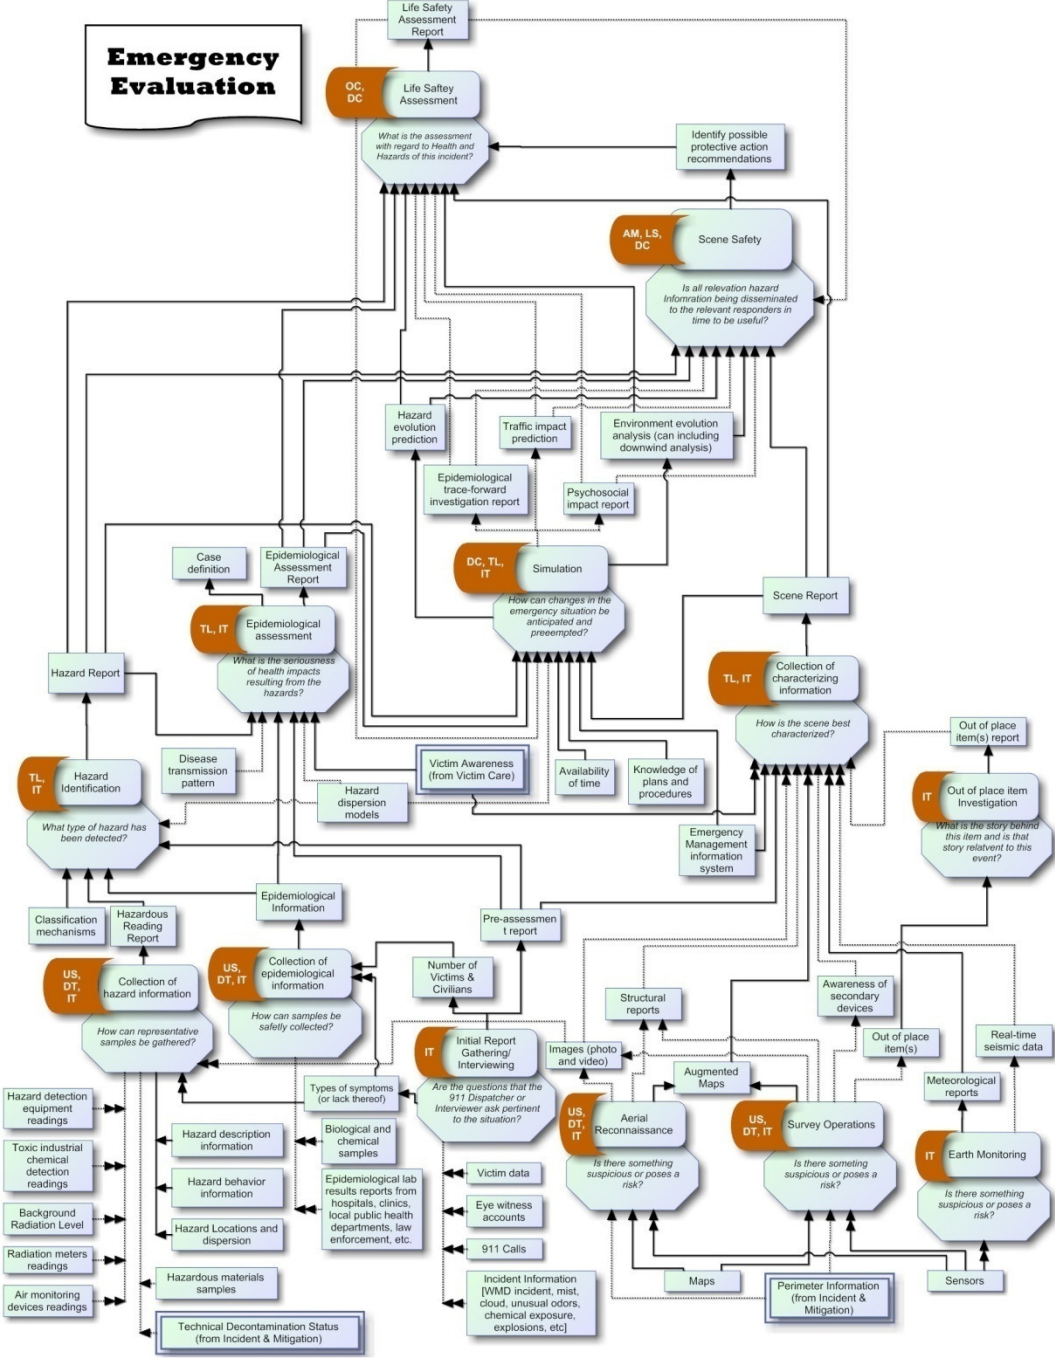 Emergency
Evaluation
Life Safety
Assessment
Report
OC,
DC
Life Saftey
Assessment
What is the assessment
with regard to Health and
Hazards of this incident?
Identify possible
protective action
recommendations
AM, LS,
DC
Scene Safety
Is all relevation hazard
Infomration being disseminated
to the relevant responders in
time to be useful?
Hazard
evolution
prediction
Traffic impact
prediction
Environment evolution
analysis (can including
downwind analysis)
Epidemiological
trace-forward
investigation report
Psychosocial
impact report
Case
definition
Epidemiological
Assessment
Report
DC, TL,
IT
Simulation
How can changes in the
emergency situation be
anticipated and
preeempted?
Scene Report
TL, IT
Epidemiological
assessment
What is the seriousness
of health impacts
resulting from the
hazards?
Hazard Report
TL, IT
Collection of
characterizing
information
How is the scene best
characterized?
Out of place
item(s) report
Disease
transmission
pattern
Victim Awareness
(from Victim Care)
Availability
of time
Knowledge of
plans and
procedures
TL,
IT
Hazard
Identification
What type of hazard has
been detected?
Hazard
dispersion
models
IT
Out of place item
Investigation
What is the story behind
this item and is that
story relatvent to this
event?
Emergency
Management
information
system
Classification
mechanisms
Hazardous
Reading
Report
Epidemiological
Information
Pre-assessmen
t report
US,
DT,
IT
Collection of
hazard information
How can representative
samples be gathered?
US,
DT, IT
Collection of
epidemiological
information
How can samples be
safetly collected?
Number of
Victims &
Civilians
Structural
reports
Awareness of
secondary
devices
IT
Initial Report
Gathering/
Interviewing
Are the questions that the
911 Dispatcher or
Interviewer ask pertinent
to the situation?
Images (photo
and video)
Augmented
Maps
Out of place
item(s)
Real-time
seismic data
Meteorological
reports
Types of symptoms
(or lack thereof)
Hazard detection
equipment
readings
Hazard description
information
Biological and
chemical
samples
US,
DT,
IT
Aerial
Reconnaissance
Is there something
suspicious or poses a
risk?
US,
DT, IT
Survey Operations
Is there someting
suspicious or poses a
risk?
IT
Earth Monitoring
Is there something
suspicious or poses a
risk?
Toxic industrial
chemical
detection
readings
Hazard behavior
information
Epidemiological lab
results reports from
hospitals, clinics,
local public health
departments, law
enforcement, etc.
Victim data
Eye witness
accounts
Background
Radiation Level
Hazard Locations and
dispersion
911 Calls
Radiation meters
readings
Hazardous materials
samples
Incident Information
[WMD incident, mist,
cloud, unusual odors,
chemical exposure,
explosions, etc]
Maps
Perimeter Information
(from Incident &
Mitigation)
Sensors
Air monitoring
devices readings
Technical Decontamination Status
(from Incident & Mitigation)